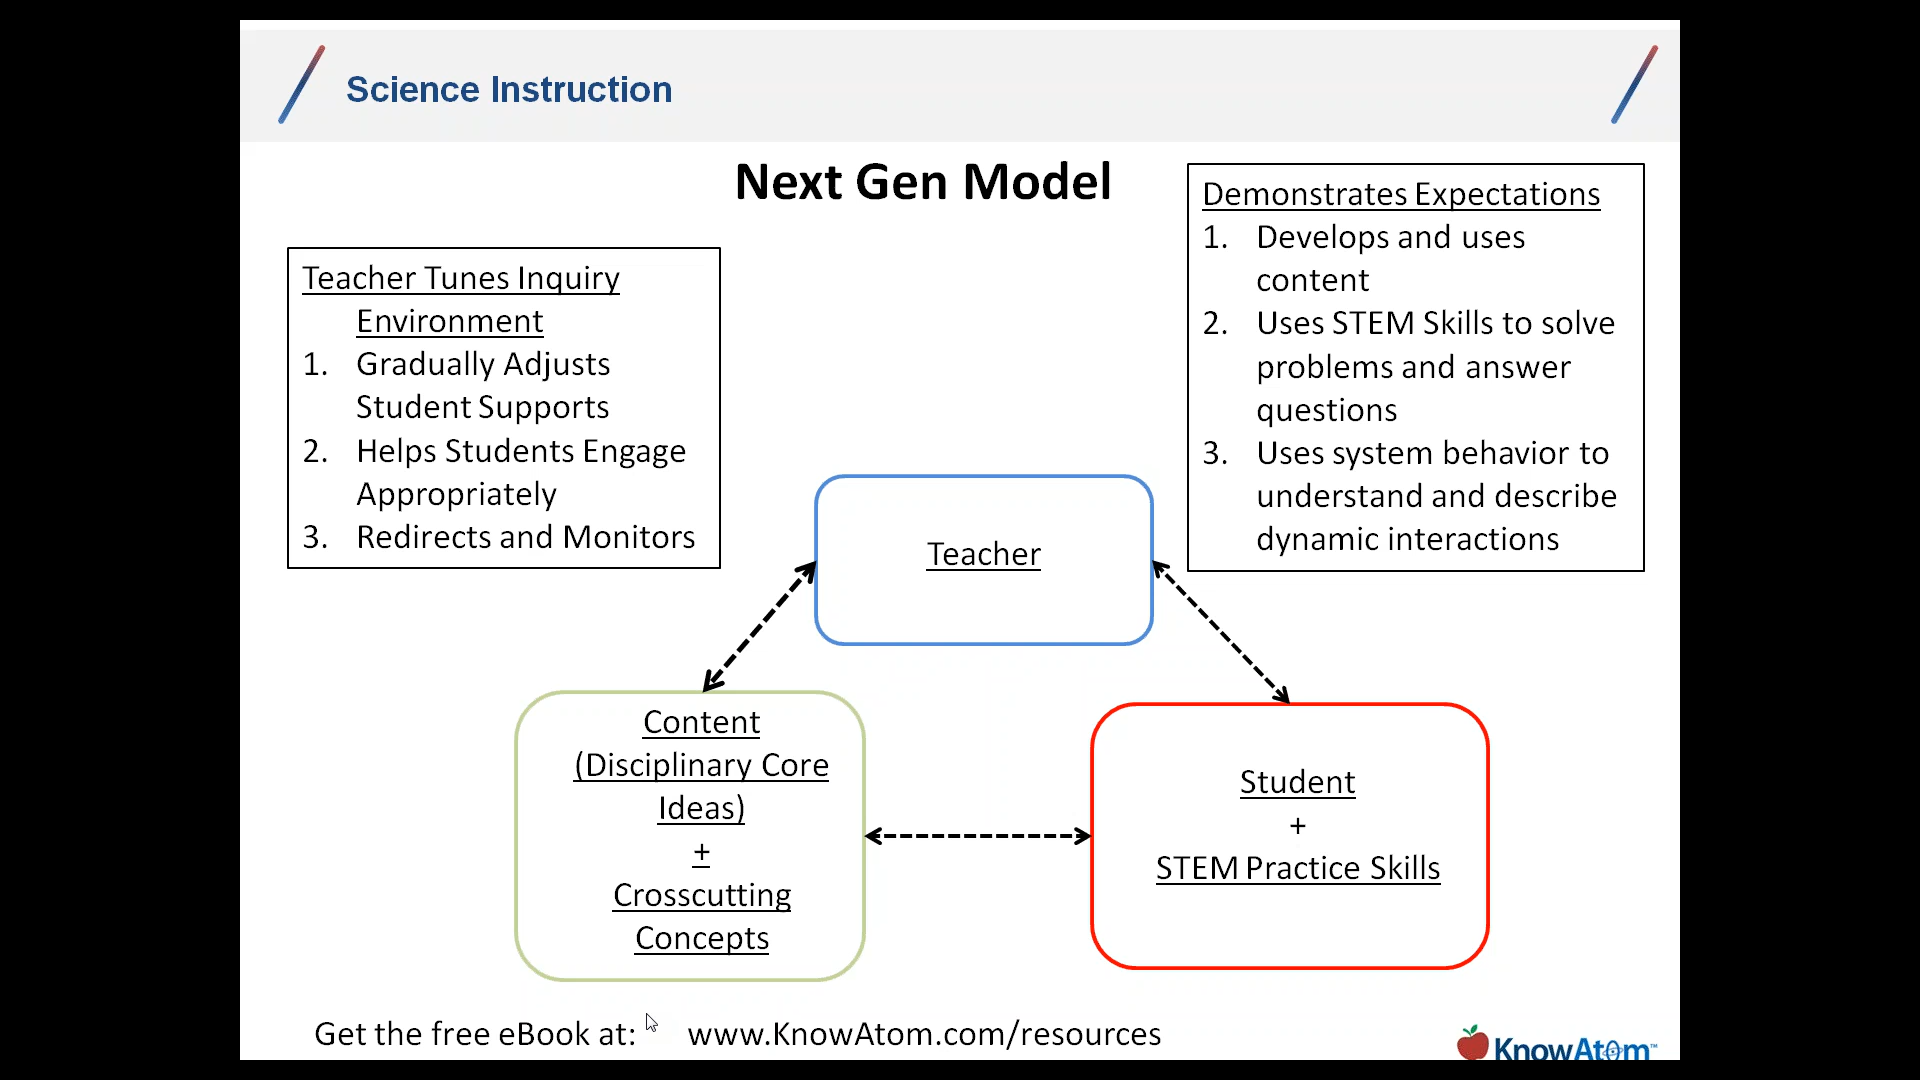 Science Instruction
Next Gen Model
Teacher Tunes Inquiry
Environment
1. Gradually Adjusts
Student Supports
2. Helps Students Engage
Appropriately
3. Redirects and Monitors
Demonstrates Expectations
1. Develops and uses
content
2. Uses STEM Skills to solve
problems and answer
questions
3. Uses system behavior to
understand and describe
dynamic interactions
Teacher
Content
(Disciplinary Core
Ideas)
+
Crosscutting
Concepts
Student
+
STEM Practice Skills
Get the free eBook at: www.KnowAtom.com/resources
KnowAtom™